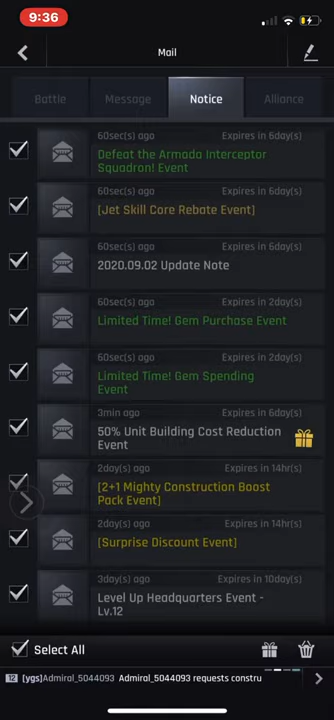 9:36
Mail
Battle
Message
Notice
Alliance
60sec(s) ago
Expires in 6day(s)
Defeat the Armada Interceptor
Squadron! Event
60sec(s) ago
Expires in 6day(s)
[Jet Skill Core Rebate Event]
60sec(s) ago
Expires in 6day(s)
2020.09.02 Update Note
60sec(s) ago
Expires in 2day(s)
Limited Time! Gem Purchase Event
60sec(s) ago
Expires in 2day(s)
Limited Time! Gem Spending
Event
3min ago
Expires in 6day(s)
50% Unit Building Cost Reduction
Event
2day(s) ago
Expires in 14hr(s)
[2+1 Mighty Construction Boost
Pack Event]
2day(s) ago
Expires in 14hr(s)
[Surprise Discount Event]
3day(s) ago
Expires in 10day(s)
Level Up Headquarters Event -
Lv.12
Select All
12 [ygs]Admiral_5044093 Admiral_5044093 requests constru